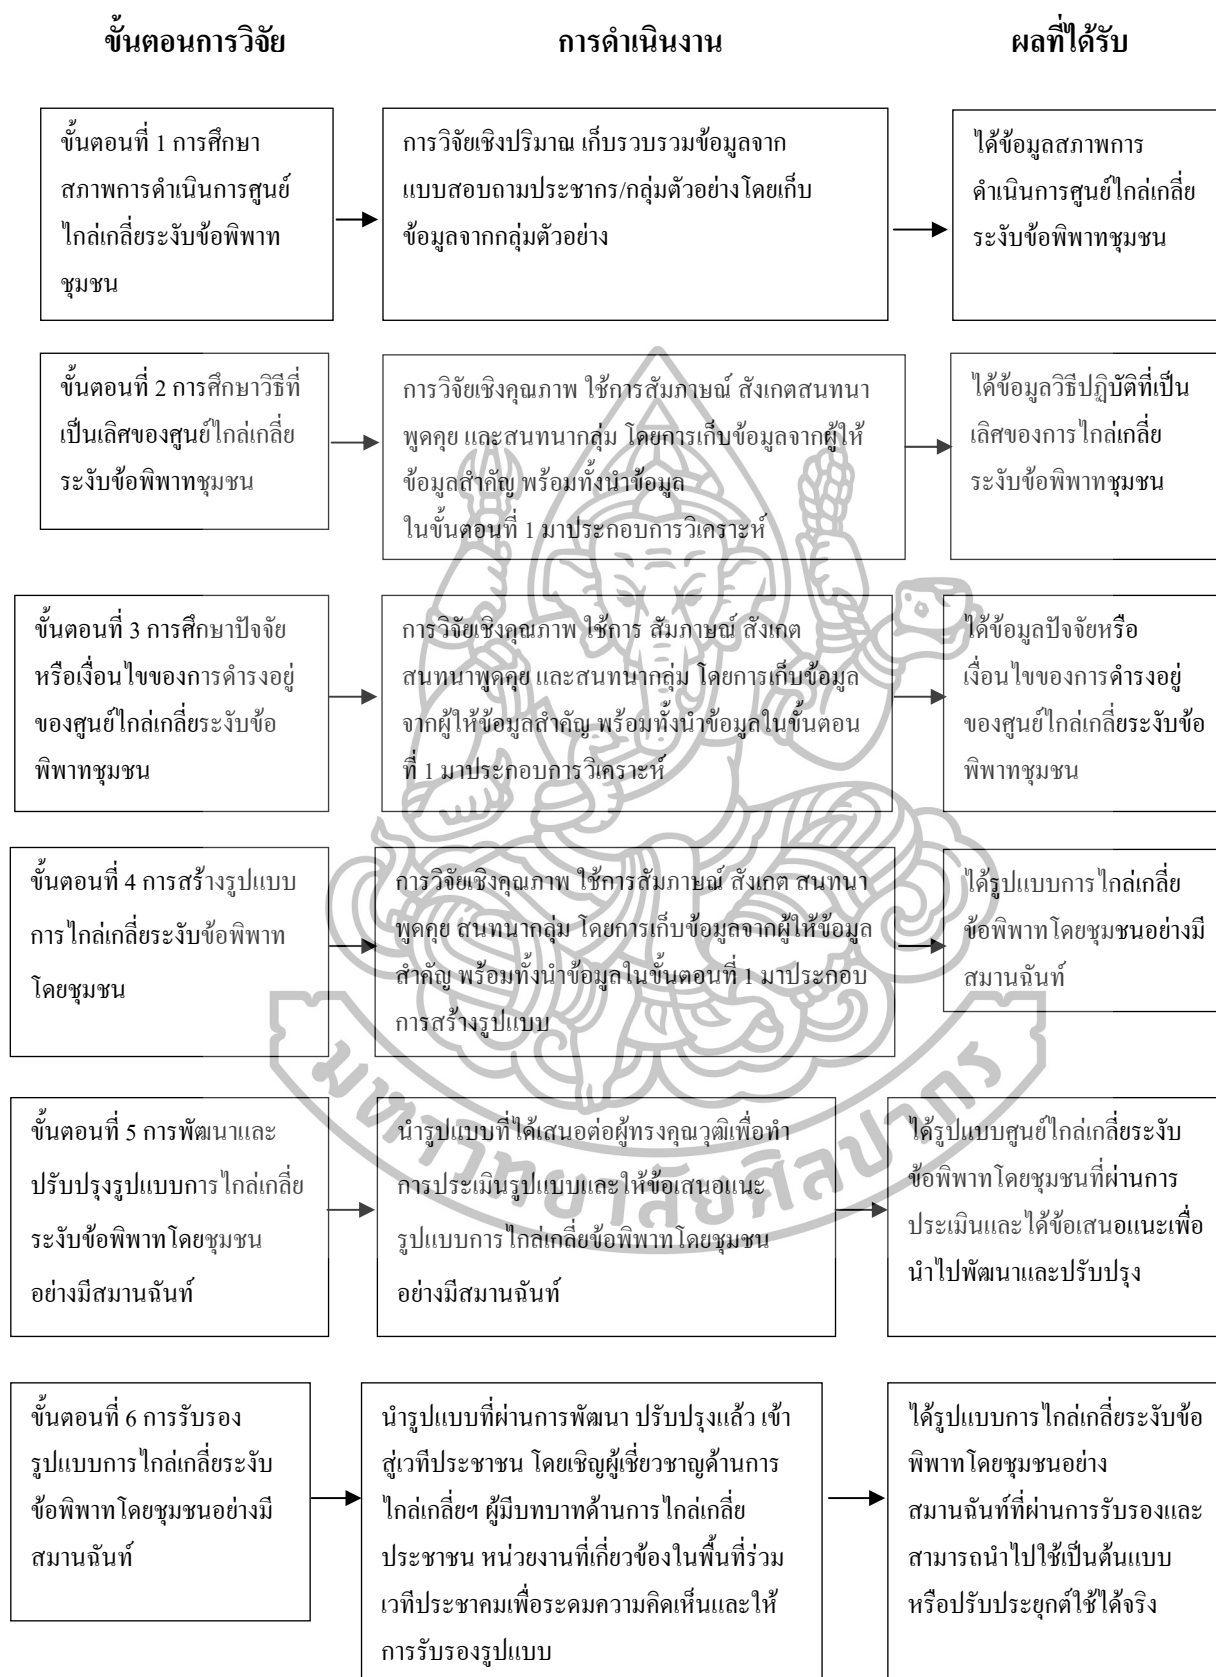 ขั้นตอนการวิจัย
การดำเนินงาน
ผลที่ได้รับ
ขั้นตอนที่ 1 การศึกษา
สภาพการดำเนินการศูนย์
ไกล่เกลี่ยระงับข้อพิพาท
ชุมชน
การวิจัยเชิงปริมาณ เก็บรวบรวมข้อมูลจาก
แบบสอบถามประชากร/กลุ่มตัวอย่างโดยเก็บ
ข้อมูลจากกลุ่มตัวอย่าง
ได้ข้อมูลสภาพการ
ดำเนินการศูนย์ไกล่เกลี่ย
ระงับข้อพิพาทชุมชน
ขั้นตอนที่ 2 การศึกษาวิธีที่
เป็นเลิศของศูนย์ไกล่เกลี่ย
ระงับข้อพิพาทชุมชน
การวิจัยเชิงคุณภาพ ใช้การสัมภาษณ์ สังเกตสนทนา
พูดคุย และสนทนากลุ่ม โดยการเก็บข้อมูลจากผู้ให้
ข้อมูลสำคัญ พร้อมทั้งนำข้อมูล
ในขั้นตอนที่ 1 มาประกอบการวิเคราะห์
ได้ข้อมูลวิธีปฏิบัติที่เป็น
เลิศของการไกล่เกลี่ย
ระงับข้อพิพาทชุมชน
ขั้นตอนที่ 3 การศึกษาปัจจัย
หรือเงื่อนไขของการดำรงอยู่
ของศูนย์ไกล่เกลี่ยระงับข้อ
พิพาทชุมชน
การวิจัยเชิงคุณภาพ ใช้การ สัมภาษณ์ สังเกต
สนทนาพูดคุย และสนทนากลุ่ม โดยการเก็บข้อมูล
จากผู้ให้ข้อมูลสำคัญ พร้อมทั้งนำข้อมูลในขั้นตอน
ที่ 1 มาประกอบการวิเคราะห์
ได้ข้อมูลปัจจัยหรือ
เงื่อนไขของการดำรงอยู่
ของศูนย์ไกล่เกลี่ยระงับข้อ
พิพาทชุมชน
ขั้นตอนที่ 4 การสร้างรูปแบบ
การไกล่เกลี่ยระงับข้อพิพาท
โดยชุมชน
การวิจัยเชิงคุณภาพ ใช้การสัมภาษณ์ สังเกต สนทนา
พูดคุย สนทนากลุ่ม โดยการเก็บข้อมูลจากผู้ให้ข้อมูล
สำคัญ พร้อมทั้งนำข้อมูลในขั้นตอนที่ 1 มาประกอบ
การสร้างรูปแบบ
ได้รูปแบบการไกล่เกลี่ย
ข้อพิพาทโดยชุมชนอย่างมี
สมานฉันท์
ขั้นตอนที่ 5 การพัฒนาและ
ปรับปรุงรูปแบบการไกล่เกลี่ย
ระงับข้อพิพาทโดยชุมชน
อย่างมีสมานฉันท์
นำรูปแบบที่ได้เสนอต่อผู้ทรงคุณวุฒิเพื่อทำ
การประเมินรูปแบบและให้ข้อเสนอแนะ
รูปแบบการไกล่เกลี่ยข้อพิพาทโดยชุมชน
อย่างมีสมานฉันท์
ได้รูปแบบศูนย์ไกล่เกลี่ยระงับ
ข้อพิพาทโดยชุมชนที่ผ่านการ
ประเมินและได้ข้อเสนอแนะเพื่อ
นำไปพัฒนาและปรับปรุง
มหาวิทยาลัยศิลปากร
ขั้นตอนที่ 6 การรับรอง
รูปแบบการไกล่เกลี่ยระงับ
ข้อพิพาทโดยชุมชนอย่างมี
สมานฉันท์
นำรูปแบบที่ผ่านการพัฒนา ปรับปรุงแล้ว เข้า
สู่เวทีประชาชน โดยเชิญผู้เชี่ยวชาญด้านการ
ไกล่เกลี่ยฯ ผู้มีบทบาทด้านการไกล่เกลี่ย
ประชาชน หน่วยงานที่เกี่ยวข้องในพื้นที่ร่วม
เวทีประชาคมเพื่อระดมความคิดเห็นและให้
การรับรองรูปแบบ
ได้รูปแบบการไกล่เกลี่ยระงับข้อ
พิพาทโดยชุมชนอย่าง
สมานฉันท์ที่ผ่านการรับรองและ
สามารถนำไปใช้เป็นต้นแบบ
หรือปรับประยุกต์ใช้ได้จริง